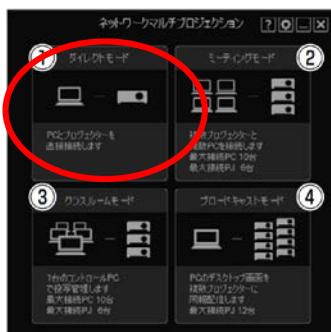 ネットワークマルチプロジェクション
①
ダイレクトモード
PCとプロジェクターを
直接接続します
②
ミーティングモード
複数プロジェクターと
複数PCを接続します
最大接続PC 10台
最大接続PJ 6台
③
クラスルームモード
1台のコントロールPC
で投写管理します
最大接続PC 10台
最大接続PJ 6台
④
ブロードキャストモード
PCのデスクトップ画面を
複数プロジェクターに
同時配信します
最大接続PJ 12台